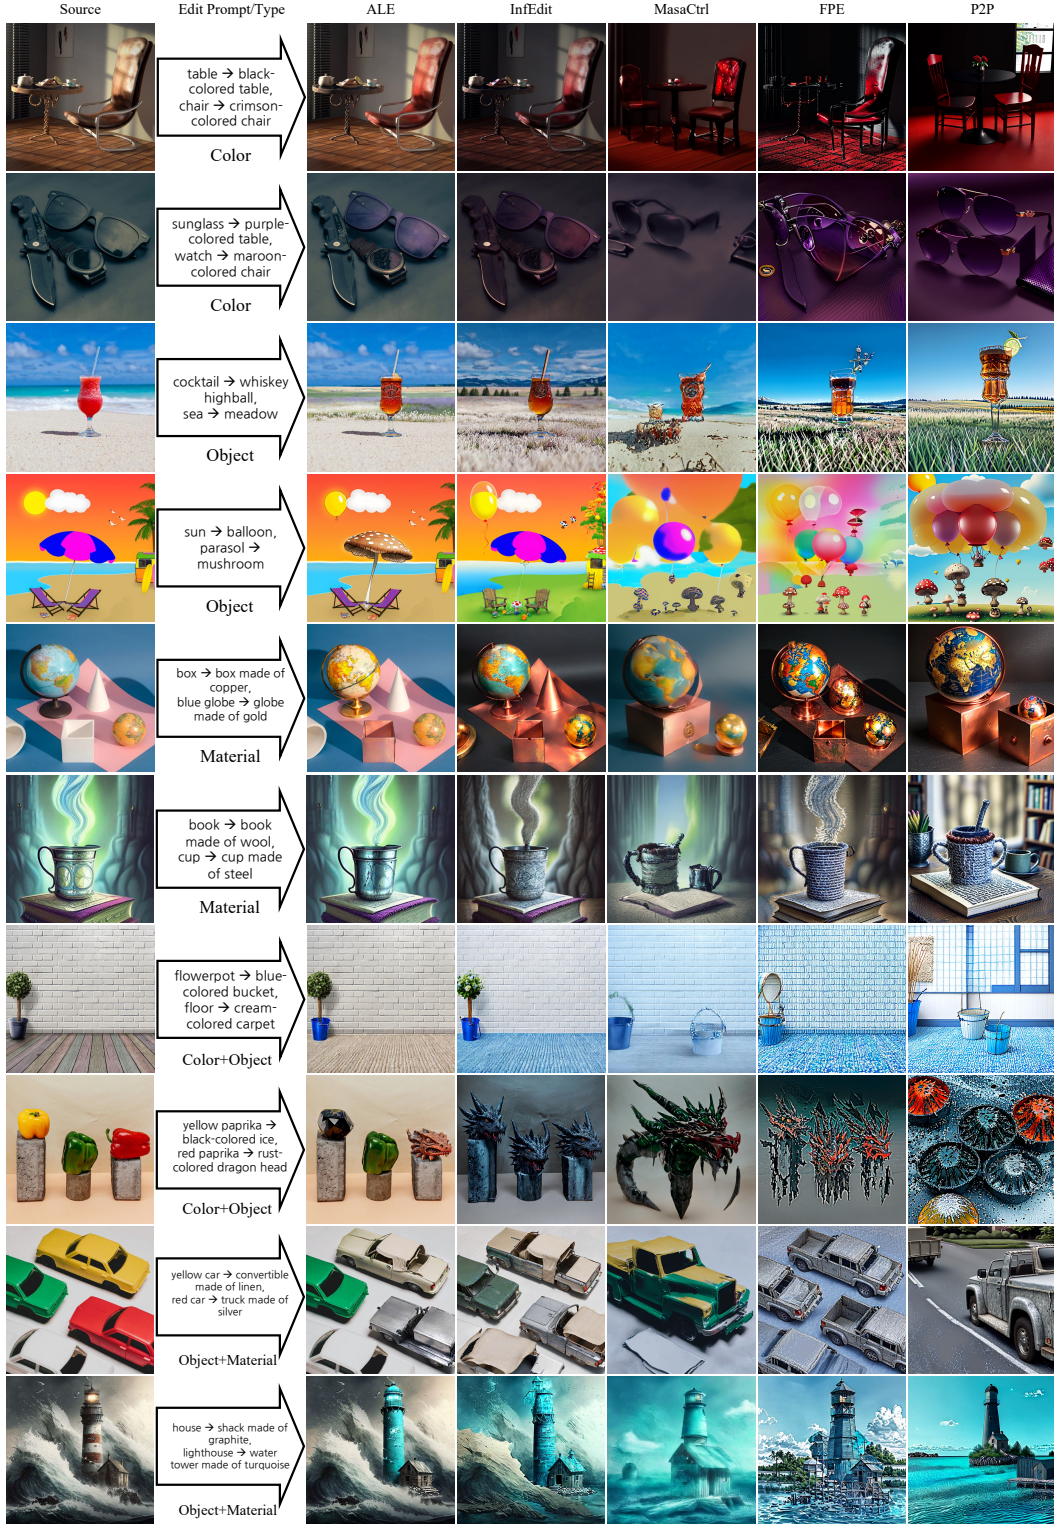 Source Edit Prompt/Type ALE InfEdit MasaCtrl FPE P2P
table → black-
colored table,
chair → crimson-
colored chair
Color
sunglass → purple-
colored table,
watch → maroon-
colored chair
Color
cocktail → whiskey
highball,
sea → meadow
Object
sun → balloon,
parasol →
mushroom
Object
box → box made of
copper,
blue globe → globe
made of gold
Material
book → book
made of wool,
cup → cup made
of steel
Material
flowerpot → blue-
colored bucket,
floor → cream-
colored carpet
Color+Object
yellow paprika →
black-colored ice,
red paprika → rust-
colored dragon head
Color+Object
yellow car → convertible
made of linen,
red car → truck made of
silver
Object+Material
house → shack made of
graphite,
lighthouse → water
tower made of turquoise
Object+Material